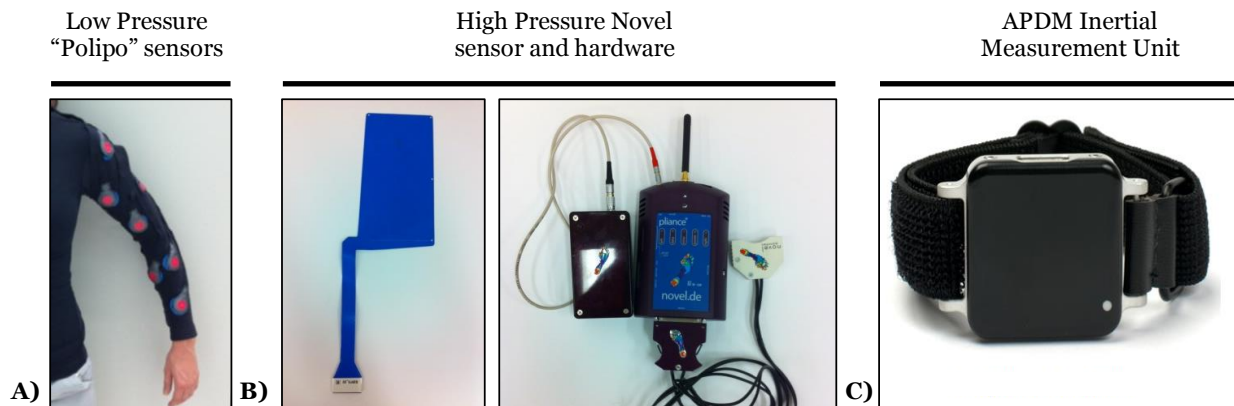 Low Pressure
“Polipo” sensors
High Pressure Novel
sensor and hardware
APDM Inertial
Measurement Unit
A)
B)
pliance
novel.de
C)